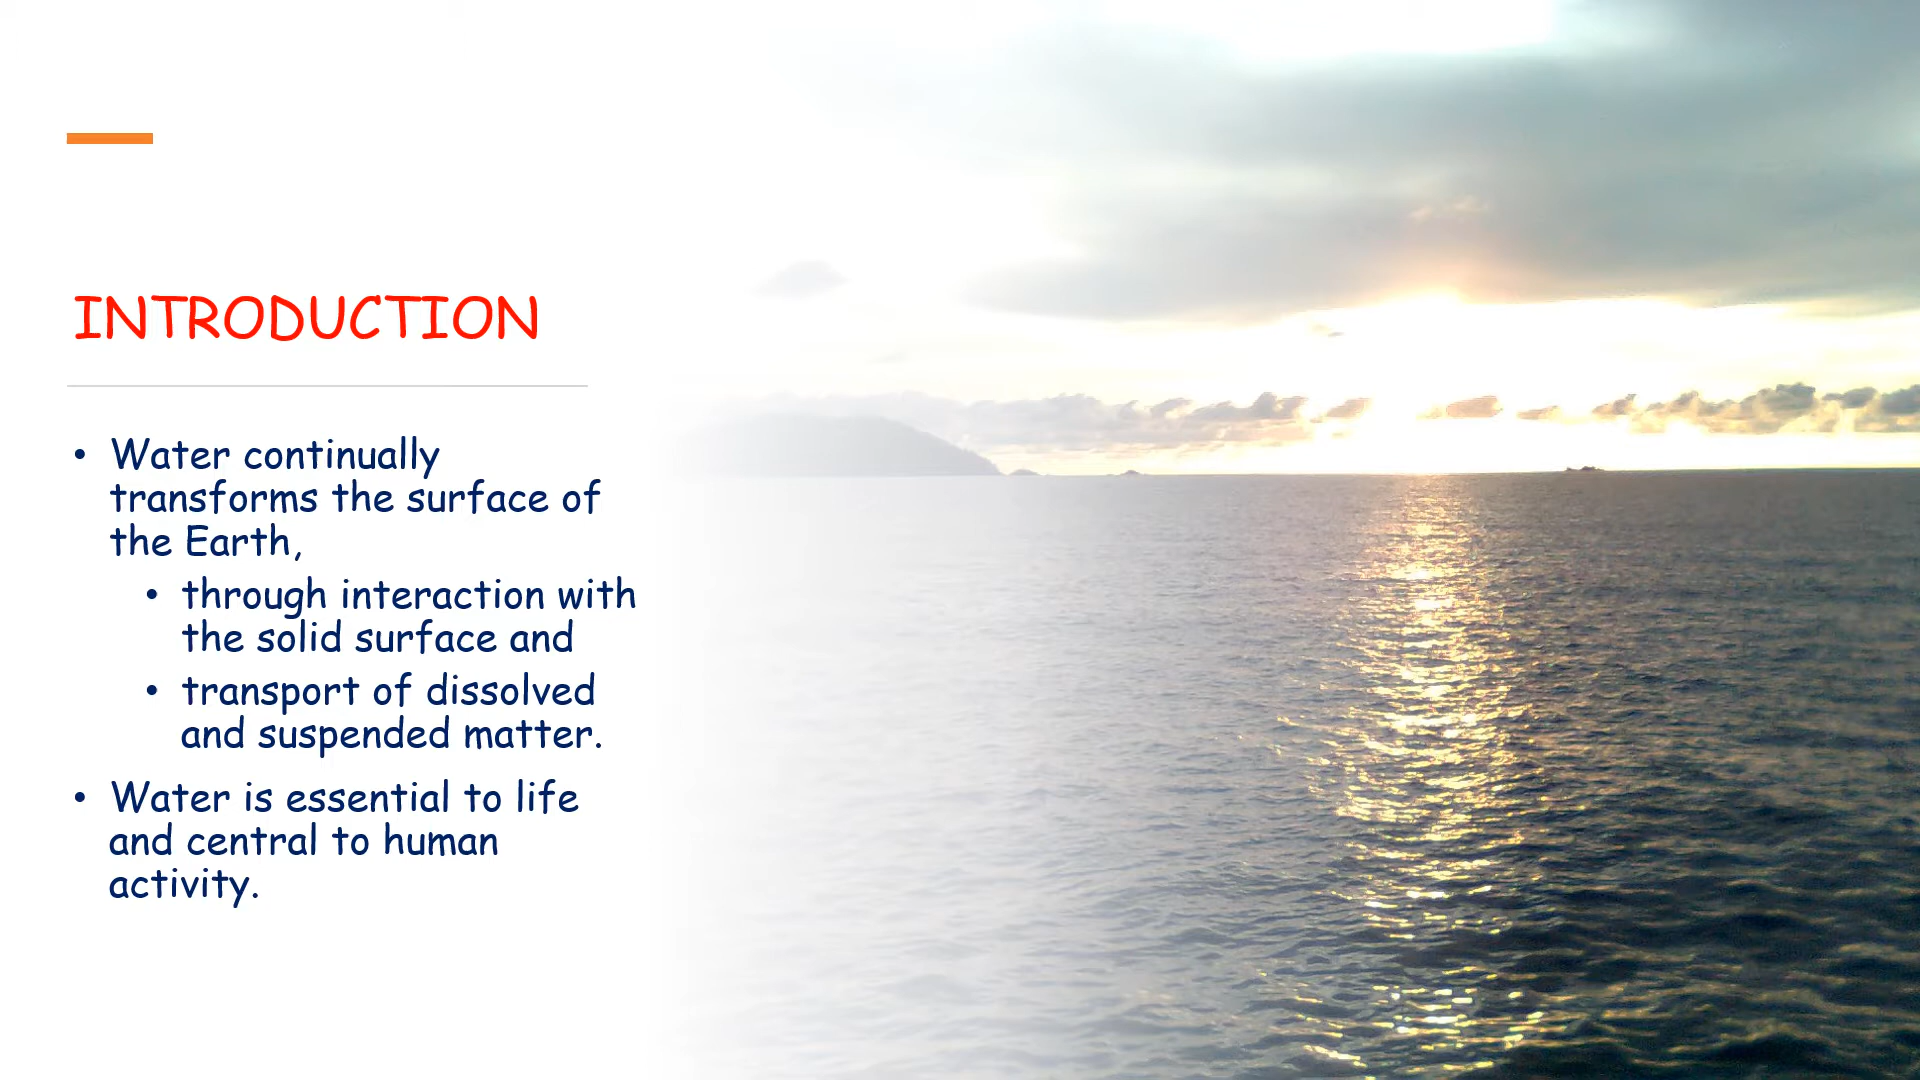 INTRODUCTION
• Water continually
transforms the surface of
the Earth,
• through interaction with
the solid surface and
• transport of dissolved
and suspended matter.
• Water is essential to life
and central to human
activity.